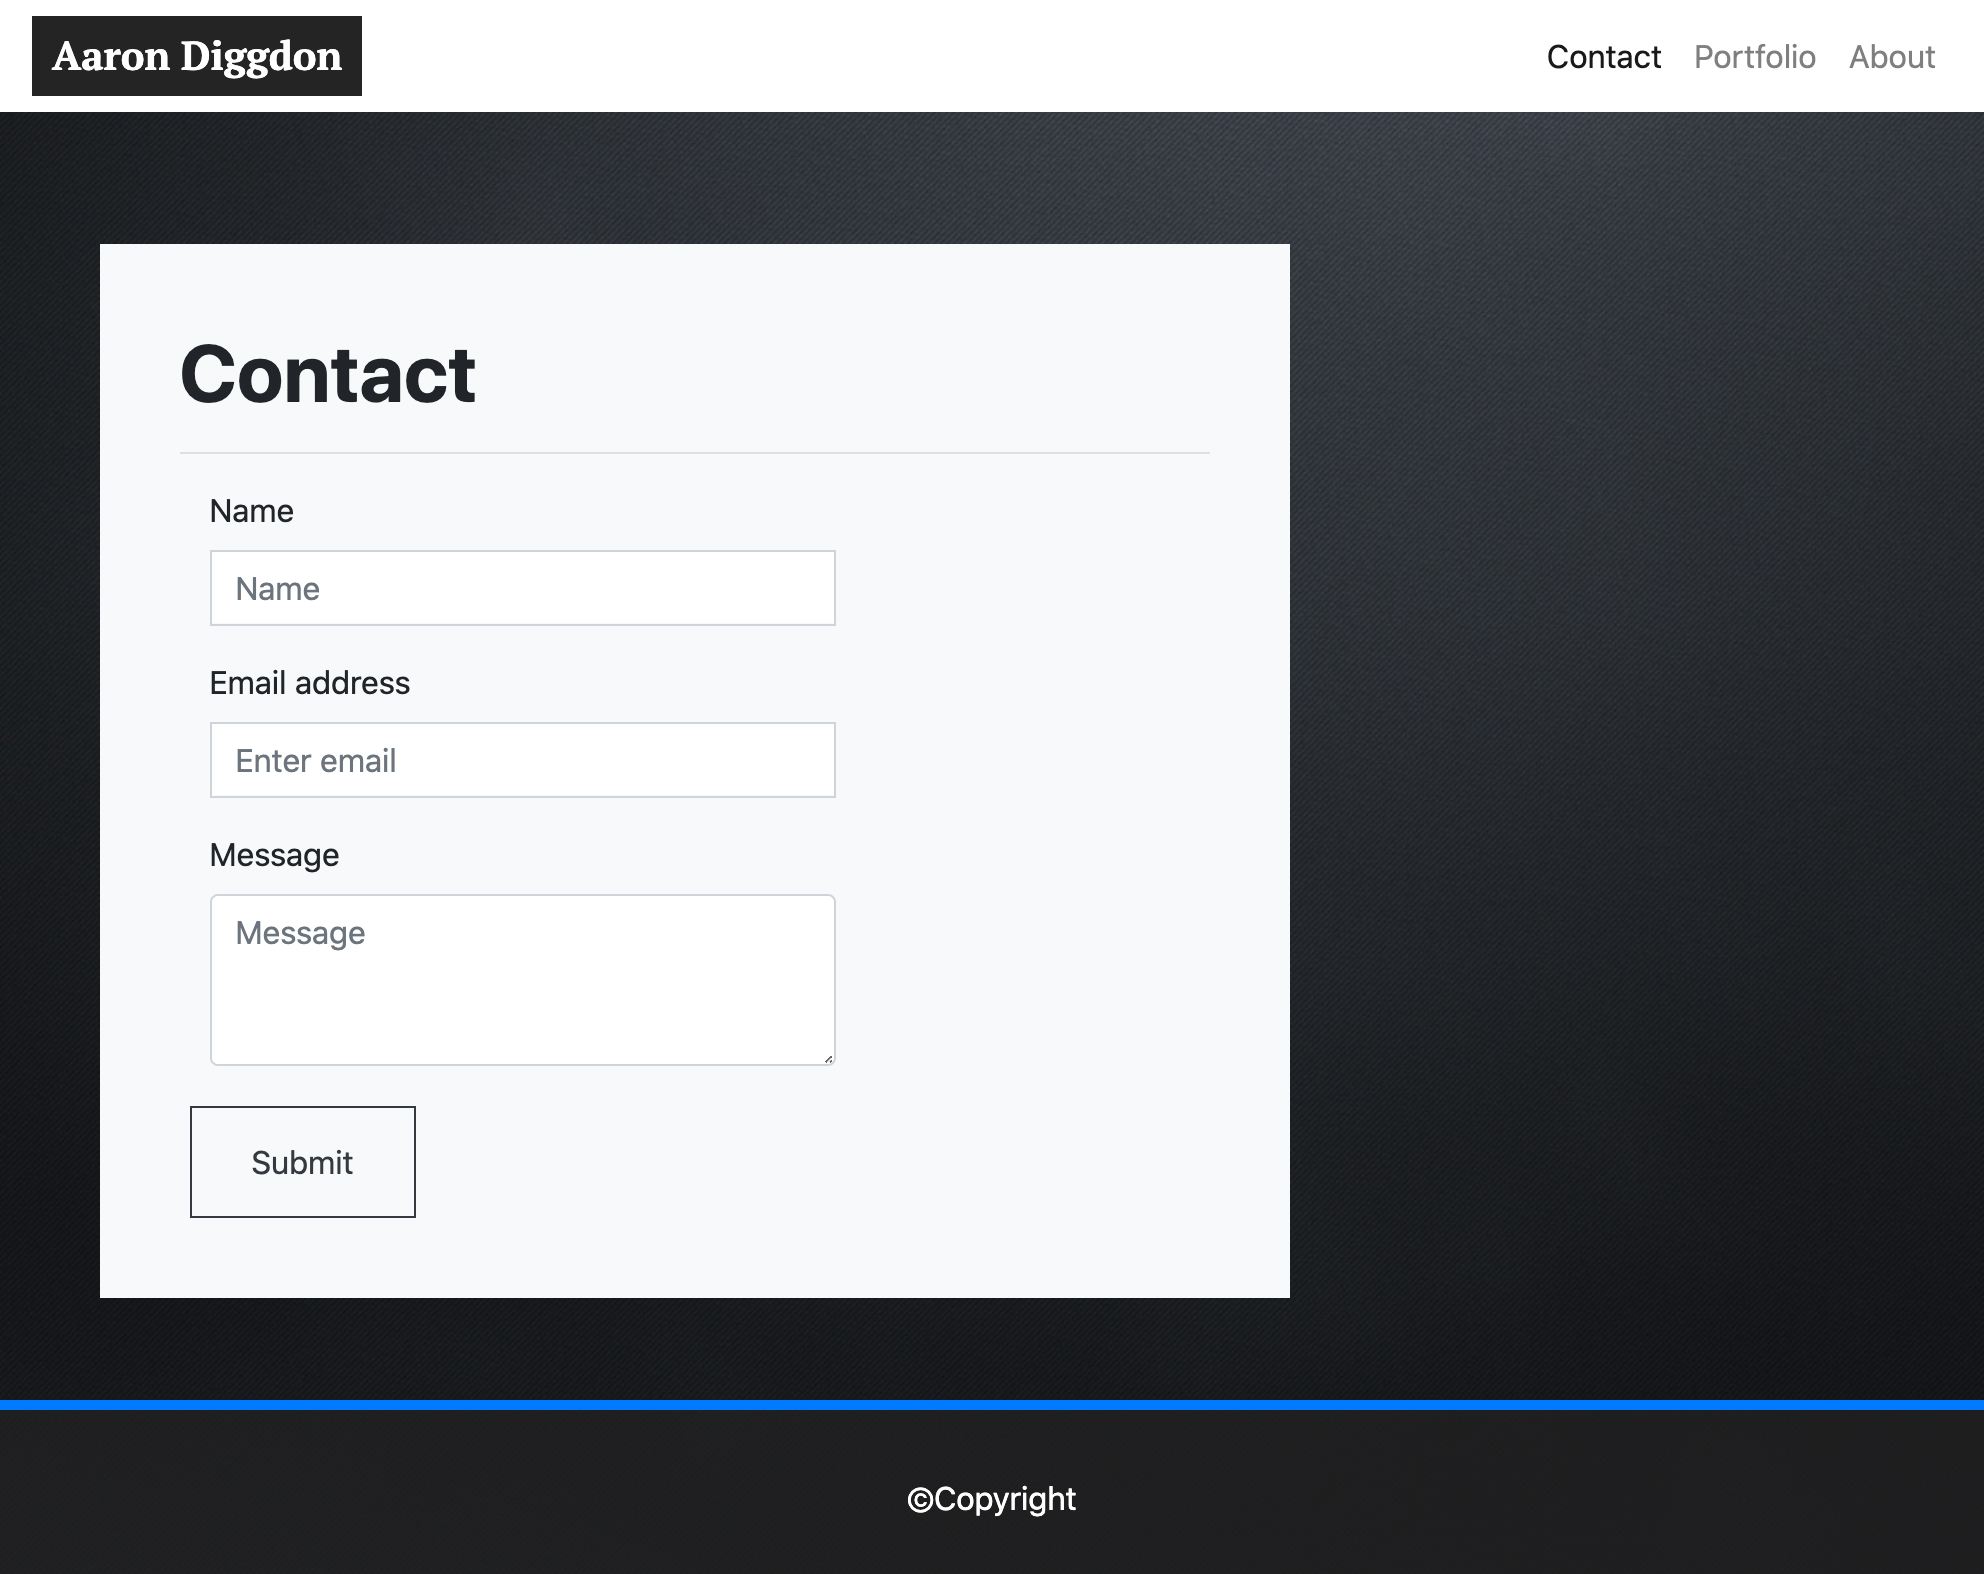 Aaron Diggdon
Contact Portfolio About
Contact
Name
Name
Email address
Enter email
Message
Message
Submit
©Copyright